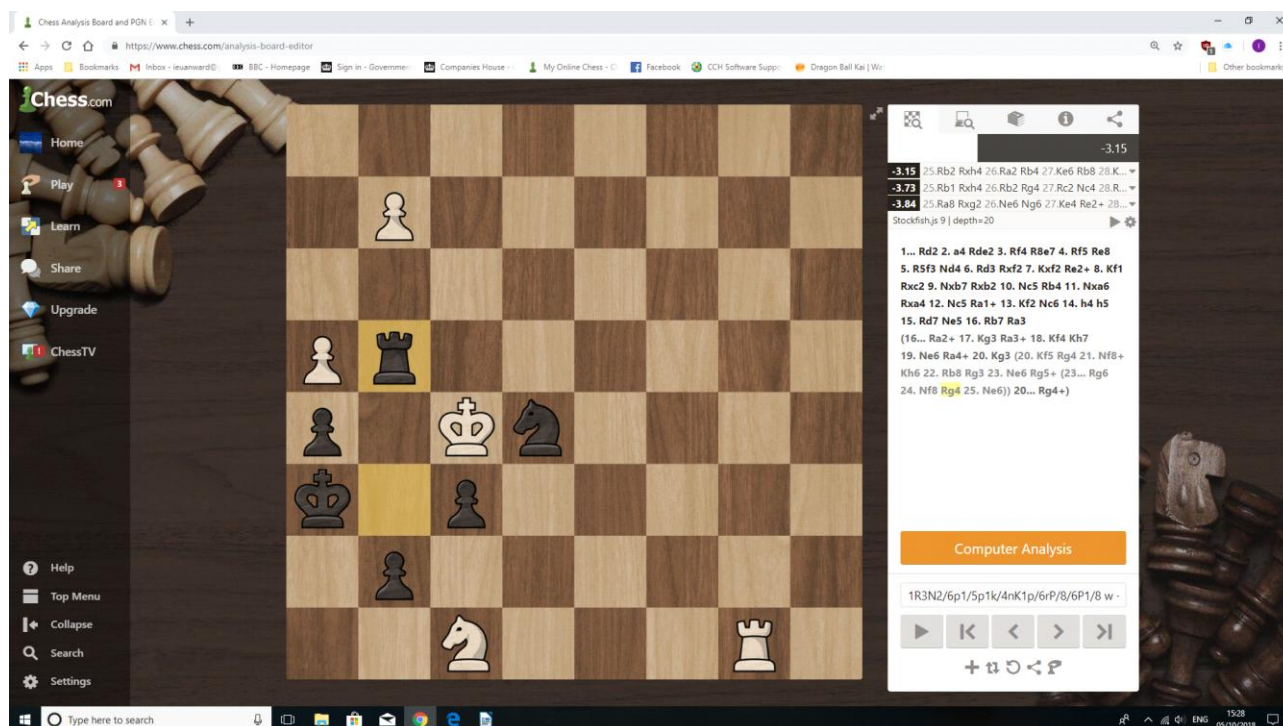 Chess Analysis Board and PGN E
https://www.chess.com/analysis-board-editor
Apps Bookmarks Inbox - ieuanward@ BBC - Homepage Sign in - Governmen Companies House - My Online Chess - C Facebook CCH Software Suppo Dragon Ball Kai | Wa Other bookmarks
Chess.com
Home
Play 3
Learn
Share
Upgrade
ChessTV !
Help
Top Menu
Collapse
Search
Settings
-3.15
-3.15 25.Rb2 Rxh4 26.Ra2 Rb4 27.Ke6 Rb8 28.K...
-3.73 25.Rb1 Rxh4 26.Rb2 Rg4 27.Rc2 Nc4 28.R...
-3.84 25.Ra8 Rxg2 26.Ne6 Ng6 27.Ke4 Re2+ 28...
Stockfish.js 9 | depth=20
1... Rd2 2. a4 Rde2 3. Rf4 R8e7 4. Rf5 Re8
5. R5f3 Nd4 6. Rd3 Rxf2 7. Kxf2 Re2+ 8. Kf1
Rxc2 9. Nxb7 Rxb2 10. Nc5 Rb4 11. Nxa6
Rxa4 12. Nc5 Ra1+ 13. Kf2 Nc6 14. h4 h5
15. Rd7 Ne5 16. Rb7 Ra3
(16... Ra2+ 17. Kg3 Ra3+ 18. Kf4 Kh7
19. Ne6 Ra4+ 20. Kg3 (20. Kf5 Rg4 21. Nf8+
Kh6 22. Rb8 Rg3 23. Ne6 Rg5+ (23... Rg6
24. Nf8 Rg4 25. Ne6)) 20... Rg4+)
Computer Analysis
1R3N2/6p1/5p1k/4nK1p/6rP/8/6P1/8 w -
Type here to search
ENG
15:28
05/10/2018